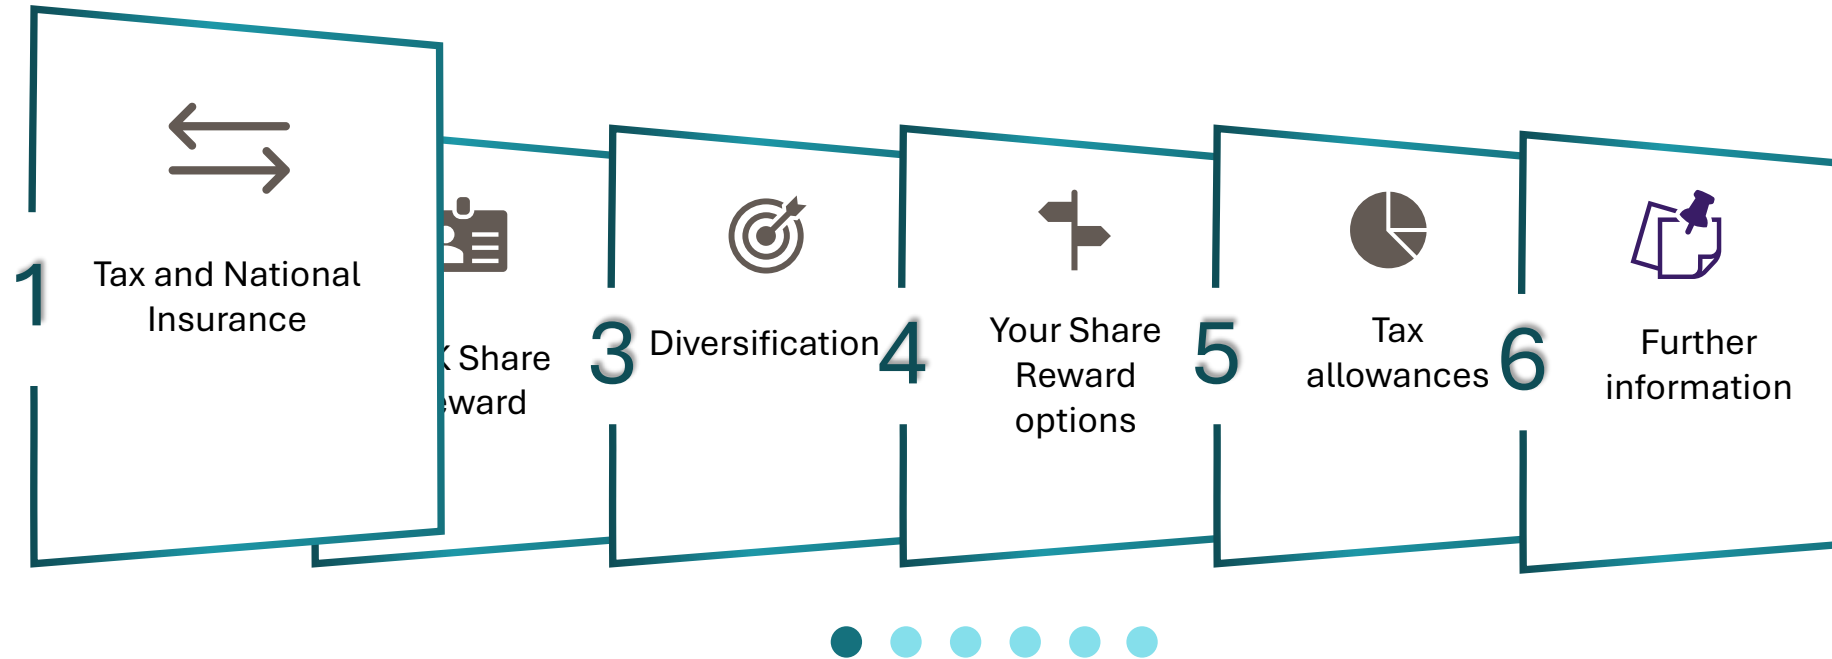 1
Tax and National
Insurance
Share
3
Diversification
4
Your Share
Reward
options
5
Tax
allowances
6
Further
information